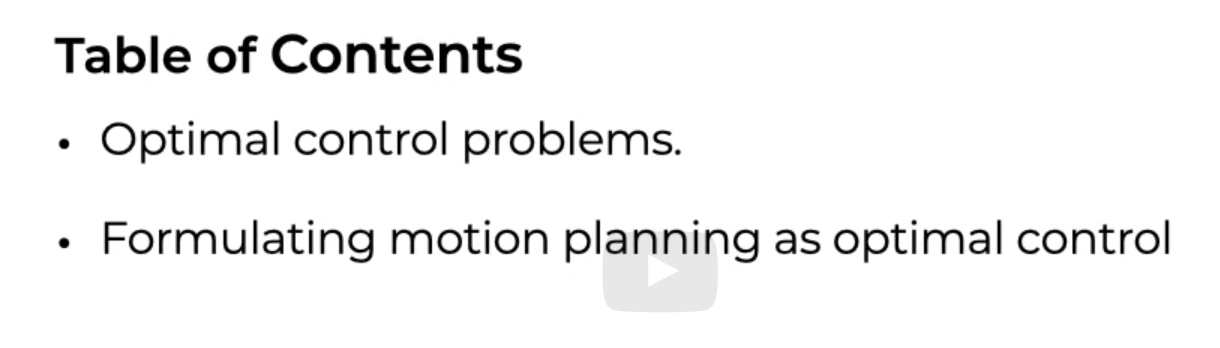 Table of Contents
• Optimal control problems.
• Formulating motion planning as optimal control